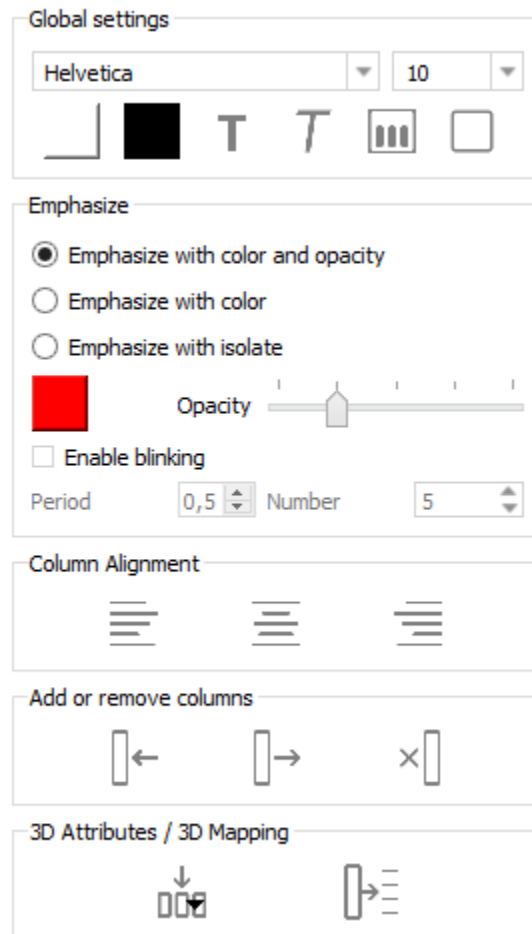 Global settings
Helvetica 10
T T
Emphasize
Emphasize with color and opacity
Emphasize with color
Emphasize with isolate
Opacity
Enable blinking
Period 0,5 Number 5
Column Alignment
Add or remove columns
3D Attributes / 3D Mapping